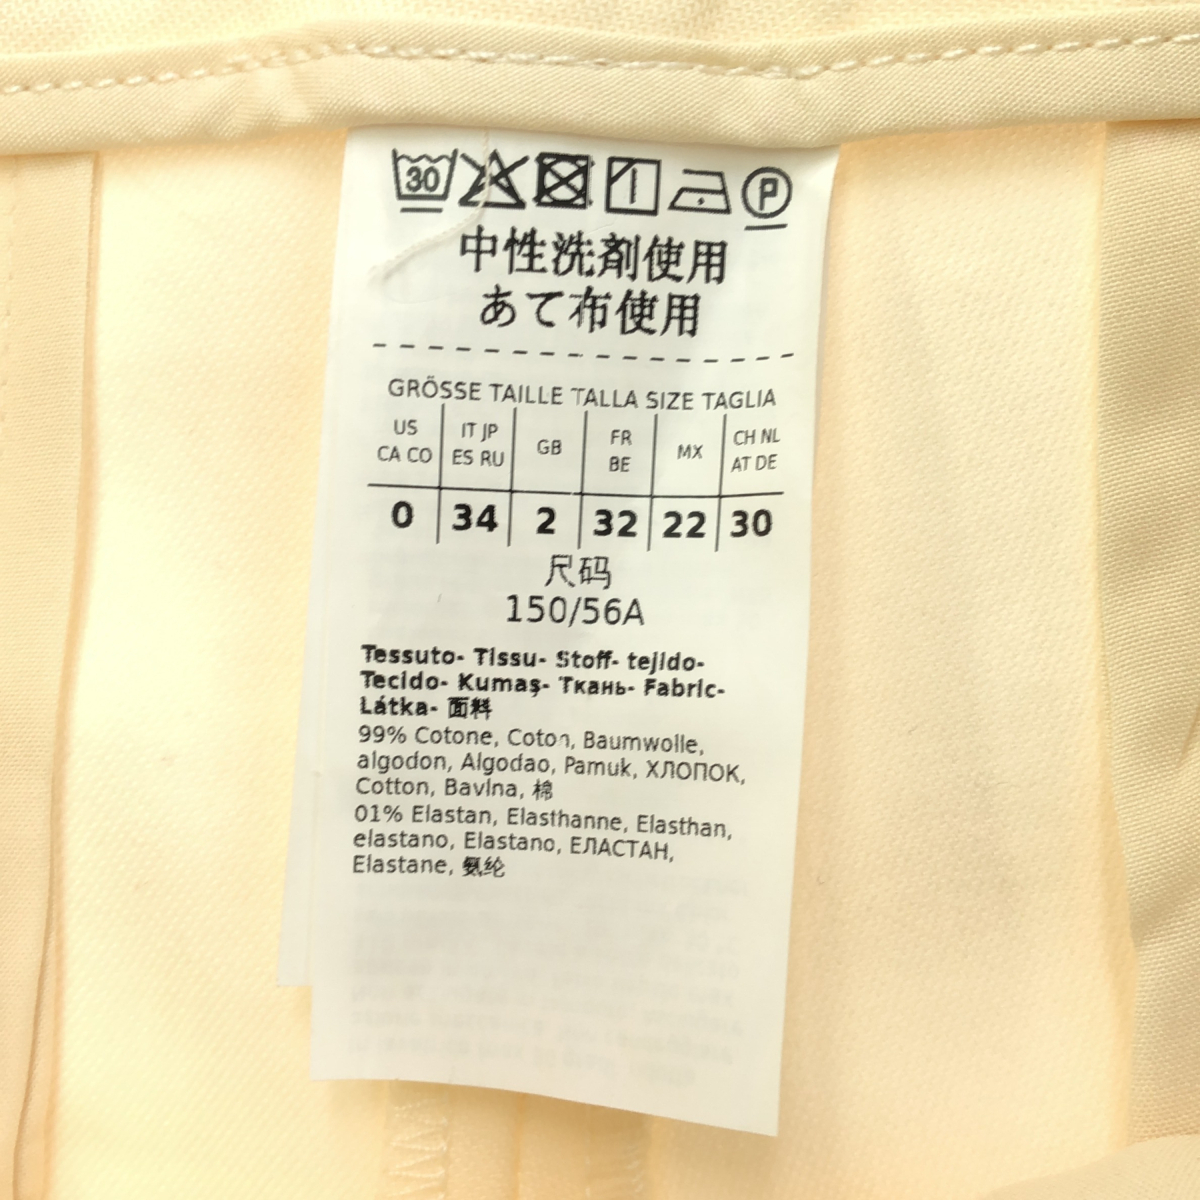 30
P
中性洗剤使用
あて布使用
GRÖSSE TAILLE TALLA SIZE TAGLIA
US CA CO | IT JP ES RU | GB | FR BE | MX | CH NL AT DE
0 | 34 | 2 | 32 | 22 | 30
尺码
150/56A
Tessuto- Tissu- Stoff- tejido-
Tecido- Kumaş- Ткань- Fabric-
Látka- 面料
99% Cotone, Coton, Baumwolle,
algodon, Algodao, Pamuk, ХЛОПОК,
Cotton, Bavlna, 棉
01% Elastan, Elasthanne, Elasthan,
elastano, Elastano, ЕЛАСТАН,
Elastane, 氨纶